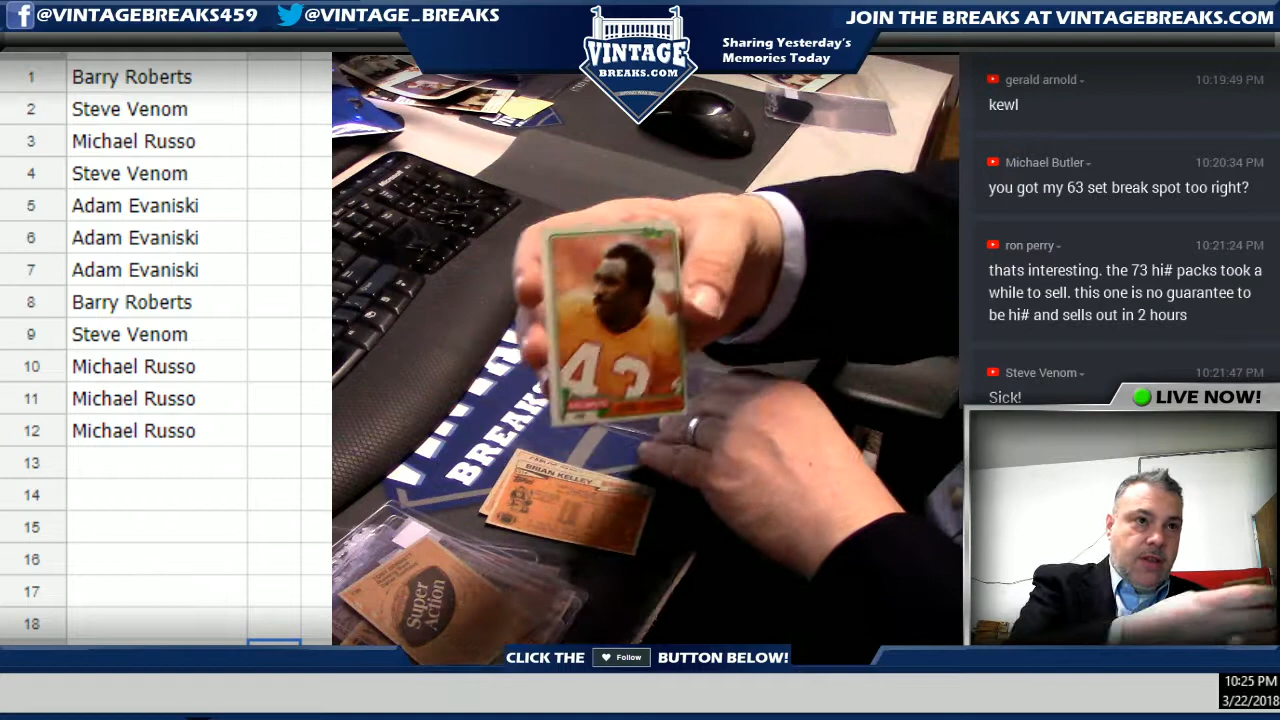 @VINTAGEBREAKS459
@VINTAGE_BREAKS
VINTAGE
BREAKS.COM
Sharing Yesterday's
Memories Today
JOIN THE BREAKS AT VINTAGEBREAKS.COM
1 Barry Roberts
2 Steve Venom
3 Michael Russo
4 Steve Venom
5 Adam Evaniski
6 Adam Evaniski
7 Adam Evaniski
8 Barry Roberts
9 Steve Venom
10 Michael Russo
11 Michael Russo
12 Michael Russo
13
14
15
16
17
18
43
BREAKS
BRIAN KELLEY
Super
Action
gerald arnold 10:19:49 PM
kewl
Michael Butler 10:20:34 PM
you got my 63 set break spot too right?
ron perry 10:21:24 PM
thats interesting. the 73 hi# packs took a
while to sell. this one is no guarantee to
be hi# and sells out in 2 hours
Steve Venom 10:21:47 PM
Sick!
LIVE NOW!
CLICK THE Follow BUTTON BELOW!
10:25 PM
3/22/2018